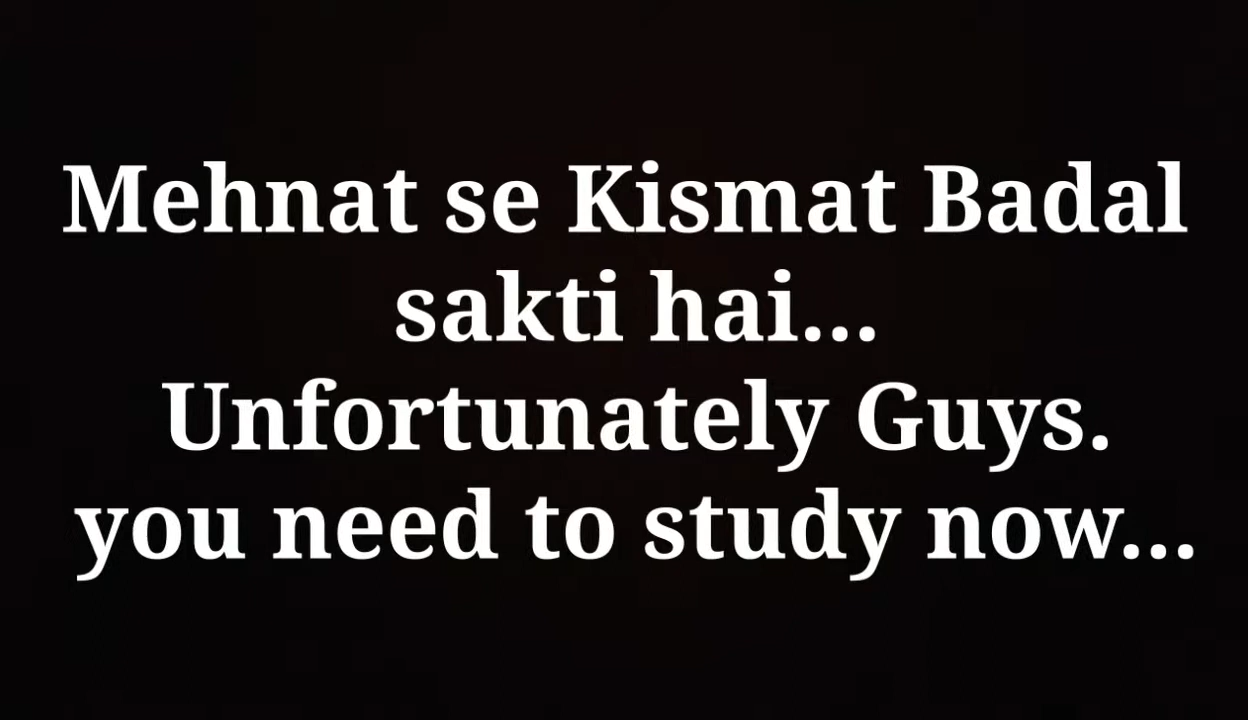 Mehnat se Kismat Badal
sakti hai...
Unfortunately Guys.
you need to study now...